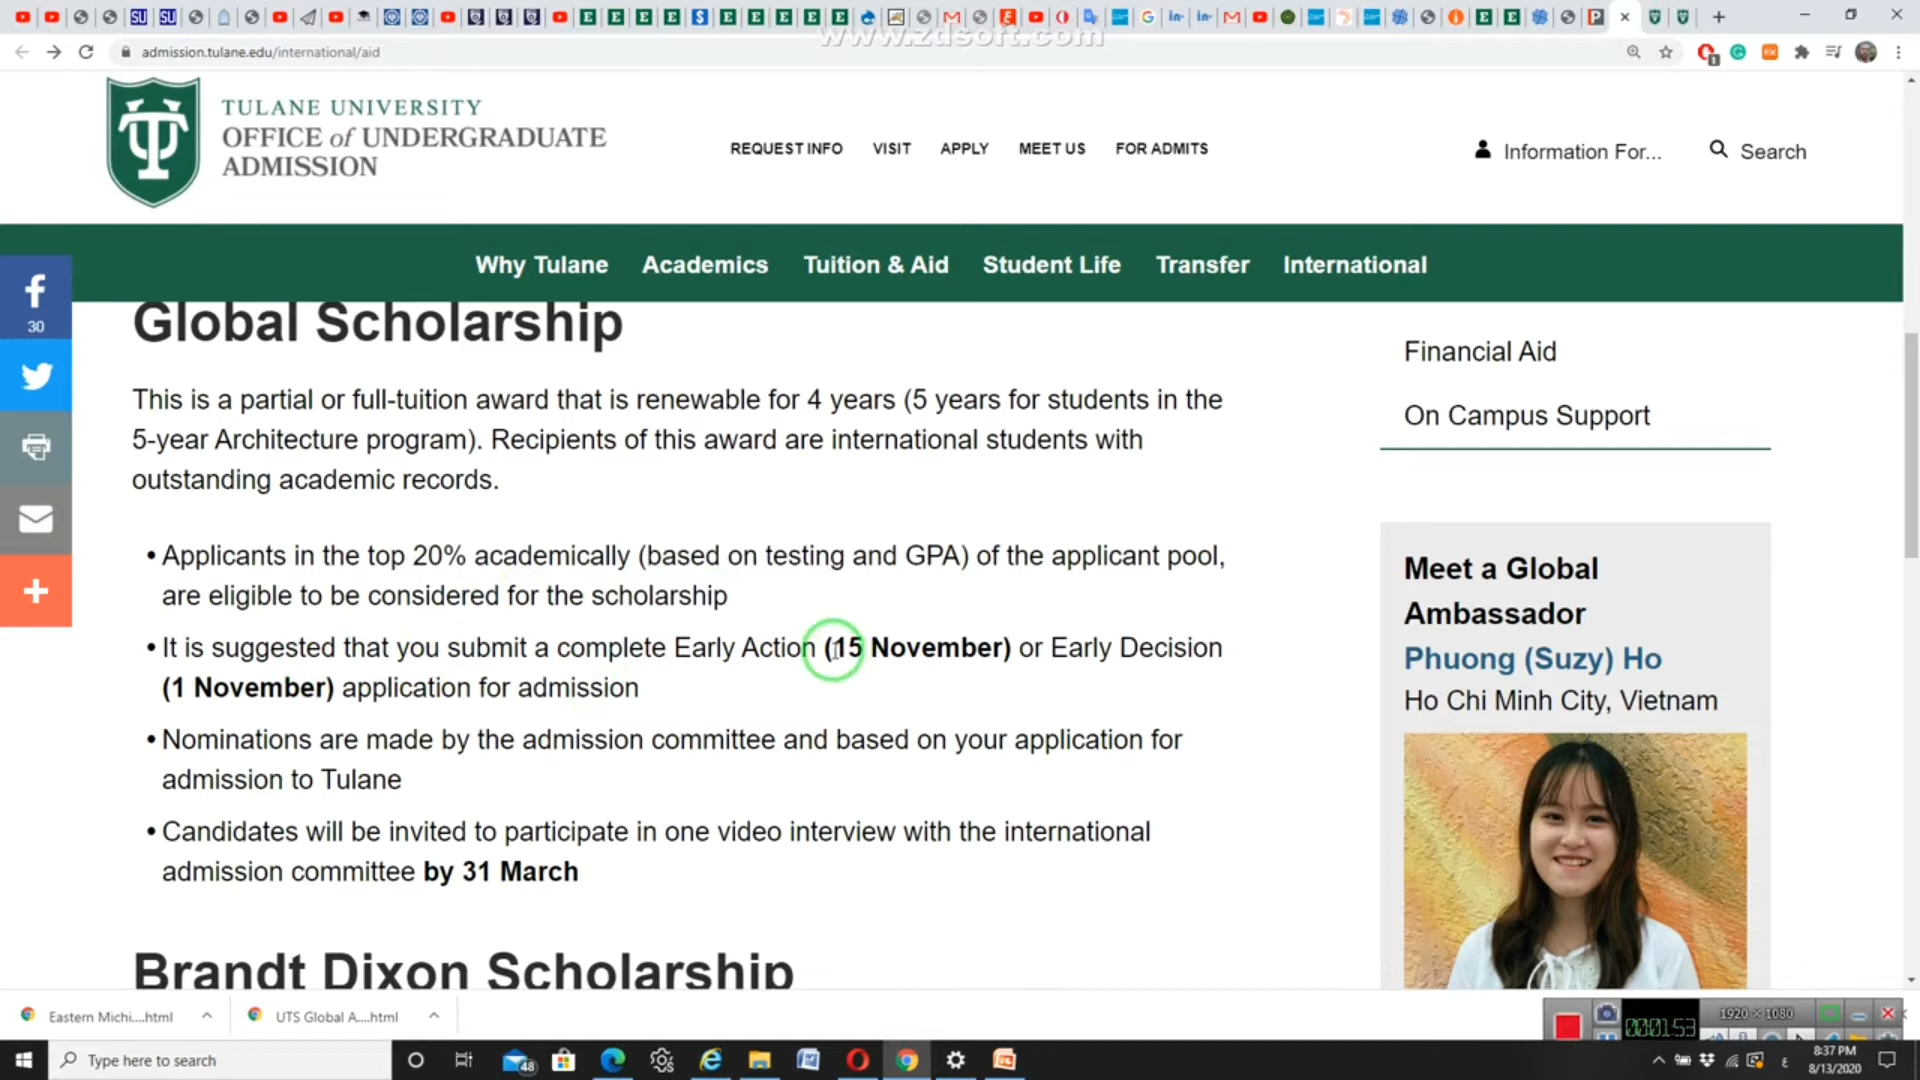 www.zdsoft.com
admission.tulane.edu/international/aid
TULANE UNIVERSITY
OFFICE of UNDERGRADUATE
ADMISSION
REQUEST INFO
VISIT
APPLY
MEET US
FOR ADMITS
Information For...
Search
Why Tulane
Academics
Tuition & Aid
Student Life
Transfer
International
30
Global Scholarship
This is a partial or full-tuition award that is renewable for 4 years (5 years for students in the
5-year Architecture program). Recipients of this award are international students with
outstanding academic records.
• Applicants in the top 20% academically (based on testing and GPA) of the applicant pool,
are eligible to be considered for the scholarship
• It is suggested that you submit a complete Early Action (15 November) or Early Decision
(1 November) application for admission
• Nominations are made by the admission committee and based on your application for
admission to Tulane
• Candidates will be invited to participate in one video interview with the international
admission committee by 31 March
Brandt Dixon Scholarship
Financial Aid
On Campus Support
Meet a Global
Ambassador
Phuong (Suzy) Ho
Ho Chi Minh City, Vietnam
Eastern Michi....html
UTS Global A....html
1920 × 1080
00:01:53
Type here to search
48
8:37 PM
8/13/2020